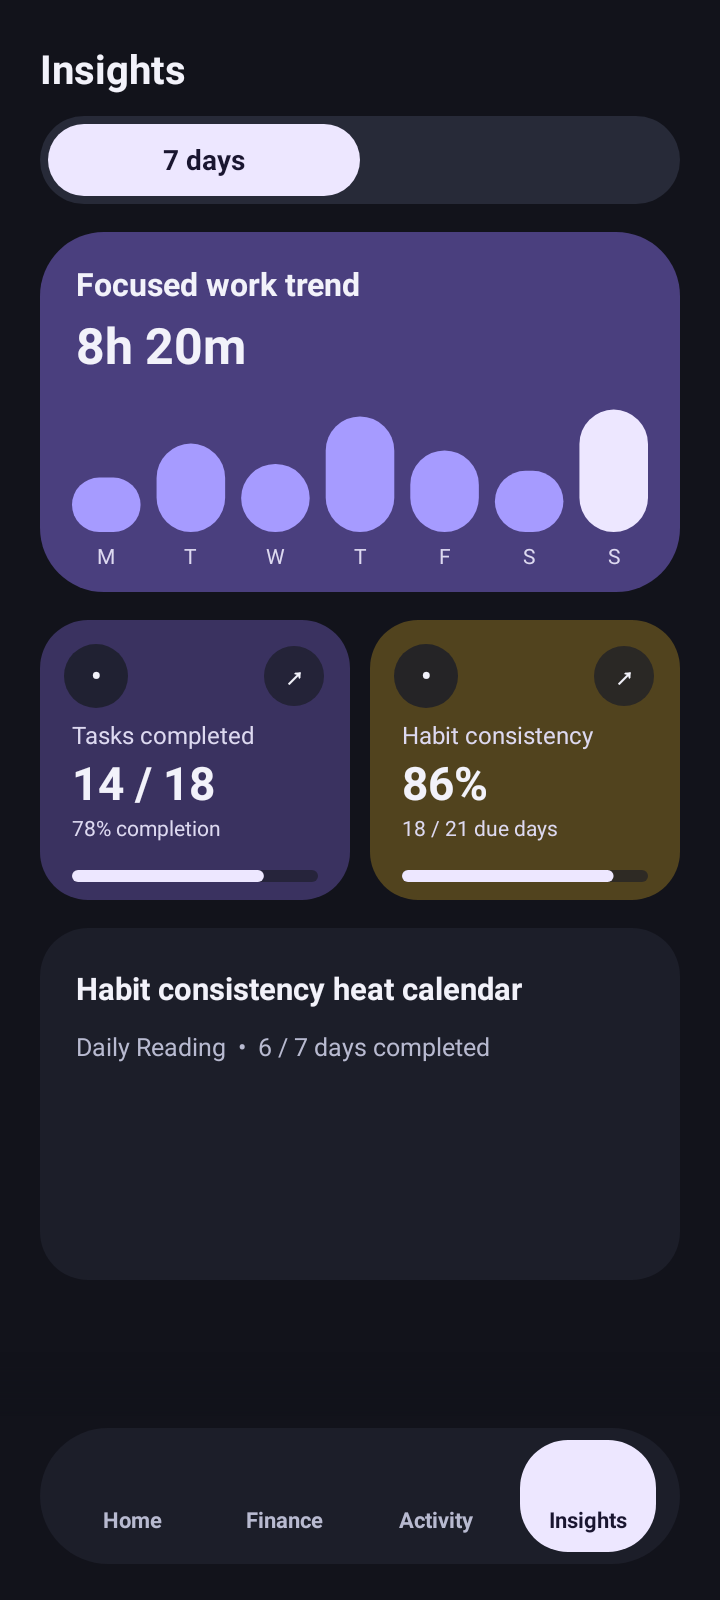 Insights
7 days
Focused work trend
8h 20m
M T W T F S S
• ↗ • ↗
Tasks completed
14 / 18
78% completion
Habit consistency
86%
18 / 21 due days
Habit consistency heat calendar
Daily Reading • 6 / 7 days completed
Home Finance Activity Insights